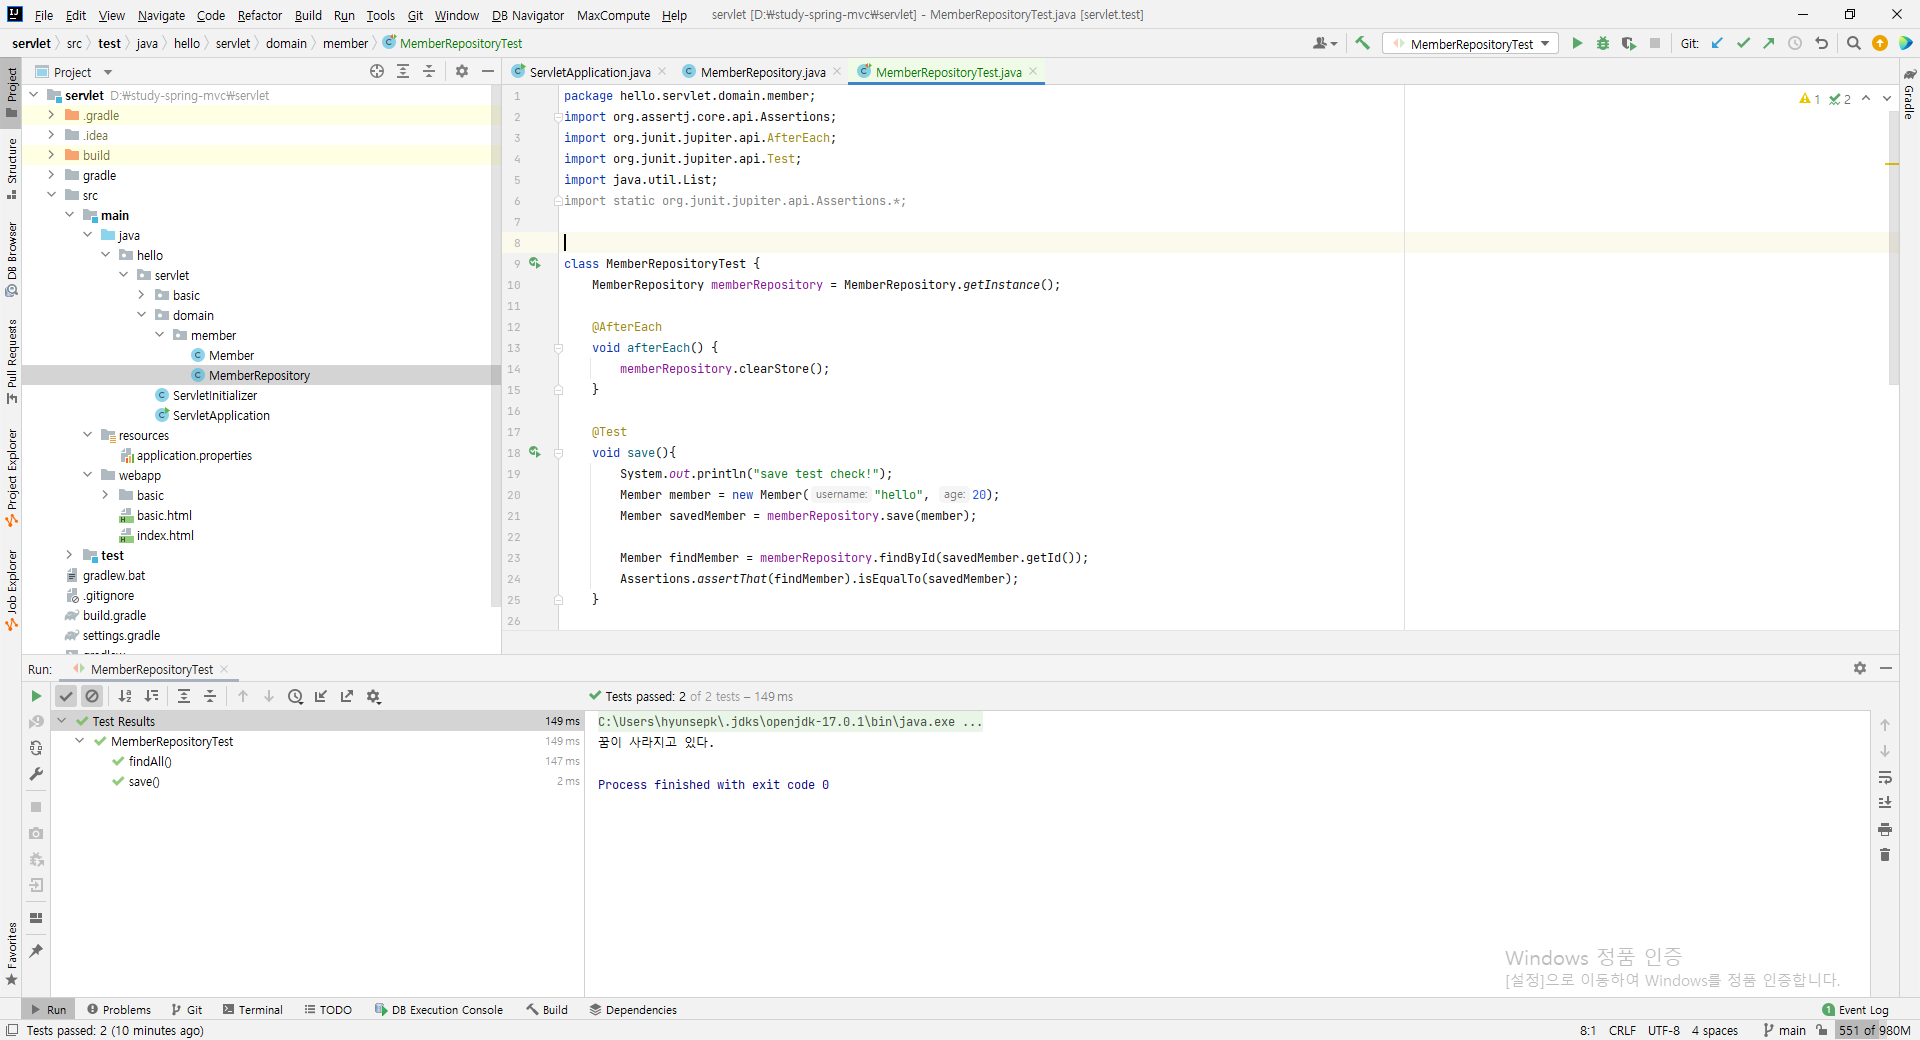 File Edit View Navigate Code Refactor Build Run Tools Git Window DB Navigator MaxCompute Help servlet [D:₩study-spring-mvc₩servlet] - MemberRepositoryTest.java [servlet.test]
servlet src test java hello servlet domain member MemberRepositoryTest MemberRepositoryTest Git:
Project
ServletApplication.java MemberRepository.java MemberRepositoryTest.java
servlet D:₩study-spring-mvc₩servlet
.gradle
.idea
build
gradle
src
main
java
hello
servlet
basic
domain
member
Member
MemberRepository
ServletInitializer
ServletApplication
resources
application.properties
webapp
basic
basic.html
index.html
test
gradlew.bat
.gitignore
build.gradle
settings.gradle
Project
Structure
DB Browser
Pull Requests
Project Explorer
Job Explorer
Favorites
Gradle
1 2
1 package hello.servlet.domain.member;
2 import org.assertj.core.api.Assertions;
3 import org.junit.jupiter.api.AfterEach;
4 import org.junit.jupiter.api.Test;
5 import java.util.List;
6 import static org.junit.jupiter.api.Assertions.*;
7
8
9 class MemberRepositoryTest {
10 MemberRepository memberRepository = MemberRepository.getInstance();
11
12 @AfterEach
13 void afterEach() {
14 memberRepository.clearStore();
15 }
16
17 @Test
18 void save(){
19 System.out.println("save test check!");
20 Member member = new Member( username: "hello", age: 20);
21 Member savedMember = memberRepository.save(member);
22
23 Member findMember = memberRepository.findById(savedMember.getId());
24 Assertions.assertThat(findMember).isEqualTo(savedMember);
25 }
26
Run: MemberRepositoryTest
Tests passed: 2 of 2 tests – 149 ms
Test Results 149 ms
MemberRepositoryTest 149 ms
findAll() 147 ms
save() 2 ms
C:\Users\hyunsepk\.jdks\openjdk-17.0.1\bin\java.exe ...
꿈이 사라지고 있다.
Process finished with exit code 0
Windows 정품 인증
[설정]으로 이동하여 Windows를 정품 인증합니다.
Run Problems Git Terminal TODO DB Execution Console Build Dependencies 1 Event Log
Tests passed: 2 (10 minutes ago) 8:1 CRLF UTF-8 4 spaces main 551 of 980M